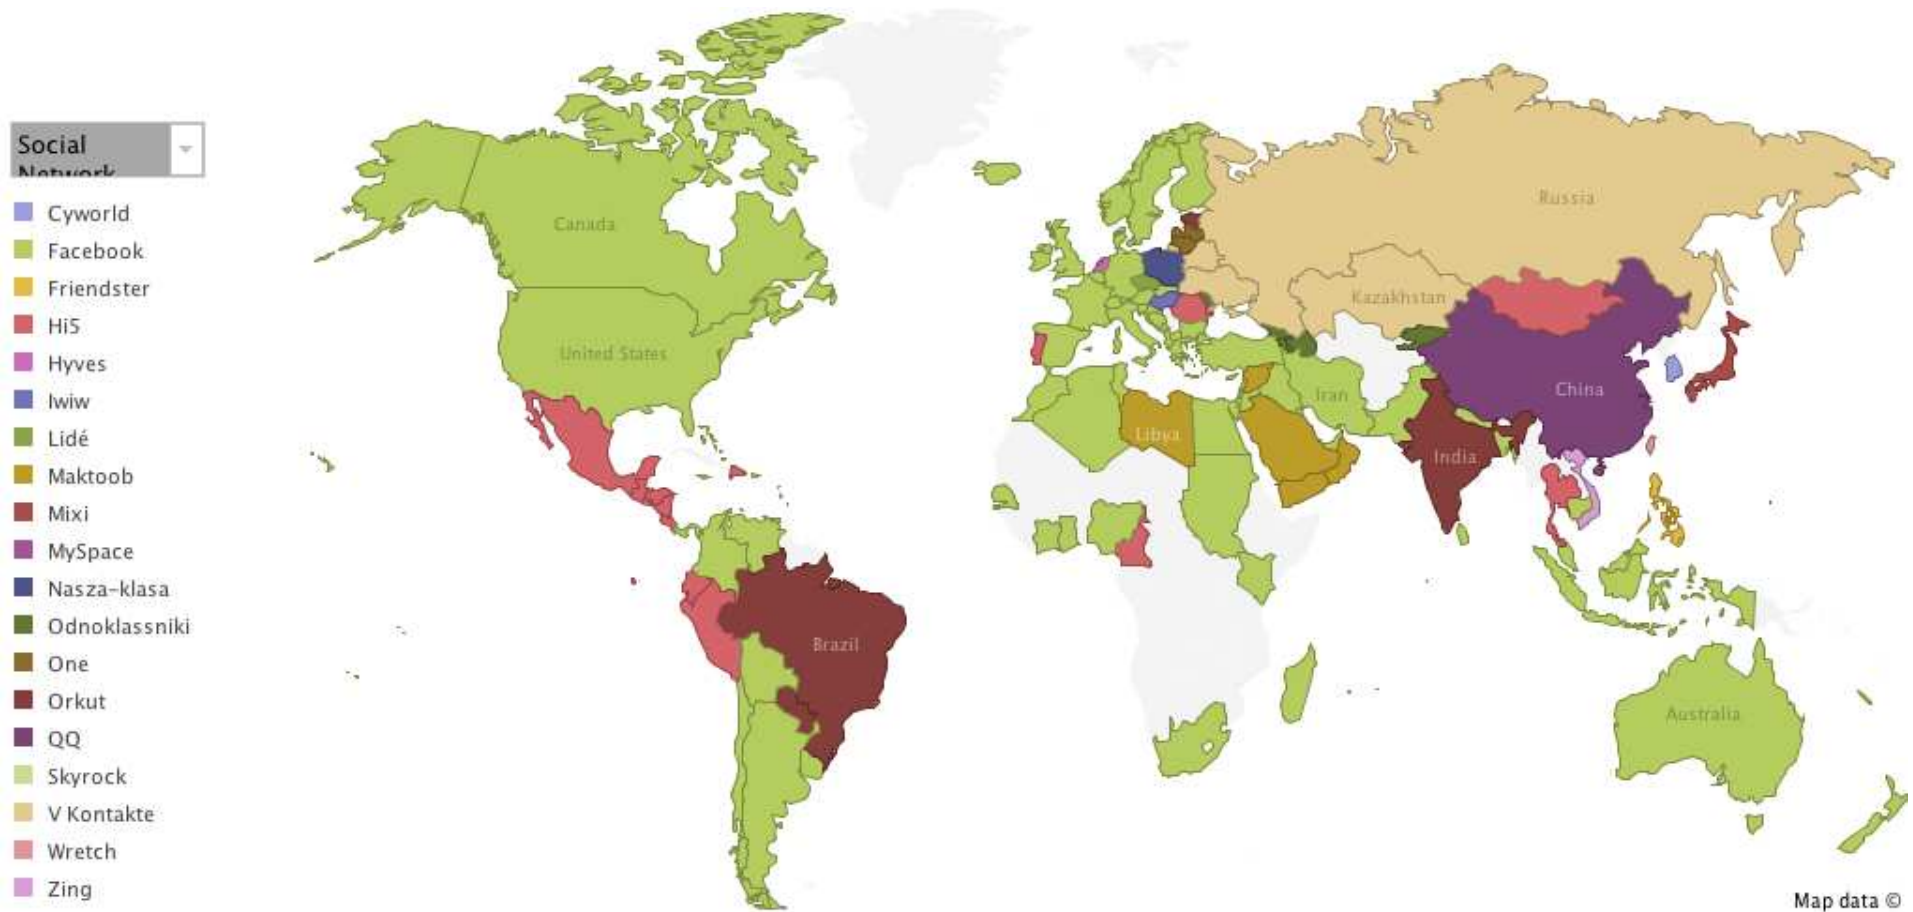 Social
Network
Cyworld
Facebook
Friendster
Hi5
Hyves
Iwiw
Lidé
Maktoob
Mixi
MySpace
Nasza-klasa
Odnoklassniki
One
Orkut
QQ
Skyrock
V Kontakte
Wretch
Zing
Canada
United States
Brazil
Russia
Kazakhstan
China
Iran
Libya
India
Australia
Map data ©